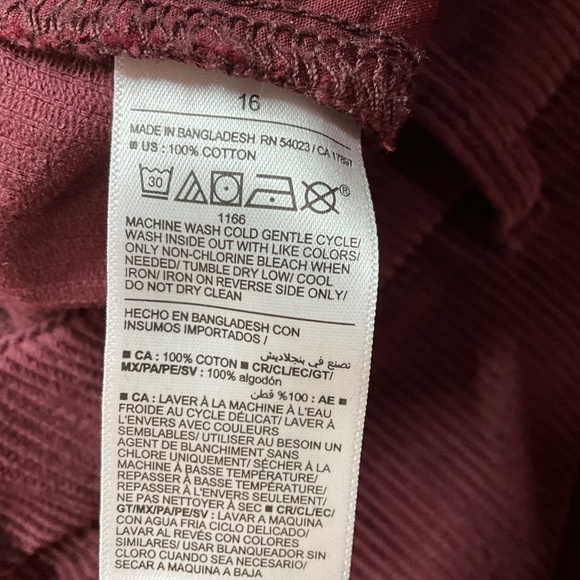 16
MADE IN BANGLADESH RN 54023 / CA 17897
■ US : 100% COTTON
30
®
1166
MACHINE WASH COLD GENTLE CYCLE/
WASH INSIDE OUT WITH LIKE COLORS/
ONLY NON-CHLORINE BLEACH WHEN
NEEDED/ TUMBLE DRY LOW/ COOL
IRON/ IRON ON REVERSE SIDE ONLY/
DO NOT DRY CLEAN
HECHO EN BANGLADESH CON
INSUMOS IMPORTADOS /
■ CA : 100% COTON ■ تصنع في بنجلاديش
■ CR/CL/EC/GT/
MX/PA/PE/SV : 100% algodón
■ AE : 100% قطن
■ CA : LAVER À LA MACHINE À L'EAU
FROIDE AU CYCLE DÉLICAT/ LAVER À
L'ENVERS AVEC COULEURS
SEMBLABLES/ UTILISER AU BESOIN UN
AGENT DE BLANCHIMENT SANS
CHLORE UNIQUEMENT/ SÉCHER À LA
MACHINE À BASSE TEMPÉRATURE/
REPASSER À BASSE TEMPÉRATURE/
REPASSER À L'ENVERS SEULEMENT/
NE PAS NETTOYER À SEC ■ CR/CL/EC/
GT/MX/PA/PE/SV : LAVAR A MAQUINA
CON AGUA FRIA CICLO DELICADO/
LAVAR AL REVÉS CON COLORES
SIMILARES/ USAR BLANQUEADOR SIN
CLORO CUANDO SEA NECESARIO/
SECAR A MAQUINA A BAJA